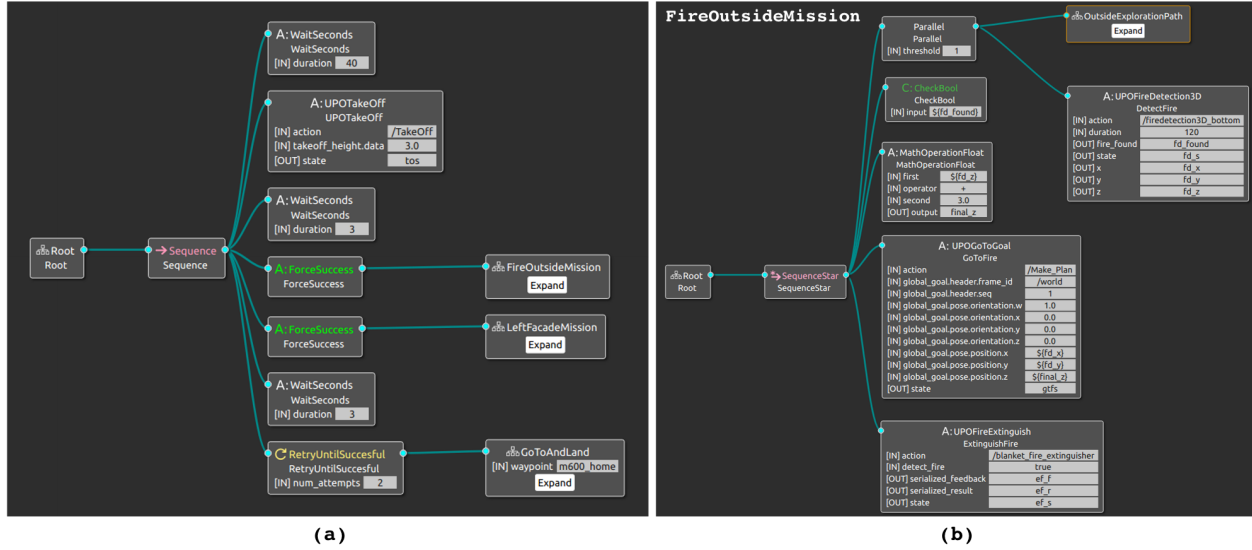 Root
Root
Sequence
Sequence
A: WaitSeconds
WaitSeconds
[IN] duration 40
A: UPOTakeOff
UPOTakeOff
[IN] action /TakeOff
[IN] takeoff_height.data 3.0
[OUT] state tos
A: WaitSeconds
WaitSeconds
[IN] duration 3
A: ForceSuccess
ForceSuccess
FireOutsideMission
Expand
A: ForceSuccess
ForceSuccess
LeftFacadeMission
Expand
A: WaitSeconds
WaitSeconds
[IN] duration 3
RetryUntilSuccesful
RetryUntilSuccesful
[IN] num_attempts 2
GoToAndLand
[IN] waypoint m600_home
Expand
(a)
FireOutsideMission
Root
Root
SequenceStar
SequenceStar
Parallel
Parallel
[IN] threshold 1
OutsideExplorationPath
Expand
A: UPOFireDetection3D
DetectFire
[IN] action /firedetection3D_bottom
[IN] duration 120
[OUT] fire_found fd_found
[OUT] state fd_s
[OUT] x fd_x
[OUT] y fd_y
[OUT] z fd_z
C: CheckBool
CheckBool
[IN] input ${fd_found}
A: MathOperationFloat
MathOperationFloat
[IN] first ${fd_z}
[IN] operator +
[IN] second 3.0
[OUT] output final_z
A: UPOGoToGoal
GoToFire
[IN] action /Make_Plan
[IN] global_goal.header.frame_id /world
[IN] global_goal.header.seq 1
[IN] global_goal.pose.orientation.w 1.0
[IN] global_goal.pose.orientation.x 0.0
[IN] global_goal.pose.orientation.y 0.0
[IN] global_goal.pose.orientation.z 0.0
[IN] global_goal.pose.position.x ${fd_x}
[IN] global_goal.pose.position.y ${fd_y}
[IN] global_goal.pose.position.z ${final_z}
[OUT] state gtfs
A: UPOFireExtinguish
ExtinguishFire
[IN] action /blanket_fire_extinguisher
[IN] detect_fire true
[OUT] serialized_feedback ef_f
[OUT] serialized_result ef_r
[OUT] state ef_s
(b)